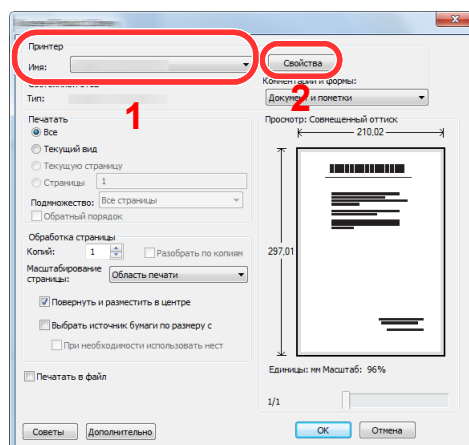 Принтер
Имя:
Свойства
Комментарии и формы:
Тип:
Документ и пометки
1
2
Печатать
Все
Текущий вид
Текущую страницу
Страницы 1
Подмножество: Все страницы
Обратный порядок
Просмотр: Совмещенный оттиск
210,02
297,01
Обработка страницы
Копий: 1 Разобрать по копиям
Масштабирование
страницы: Область печати
Повернуть и разместить в центре
Выбрать источник бумаги по размеру с
При необходимости использовать нест
Печатать в файл
Единицы: мм Масштаб: 96%
1/1
Советы Дополнительно
OK Отмена